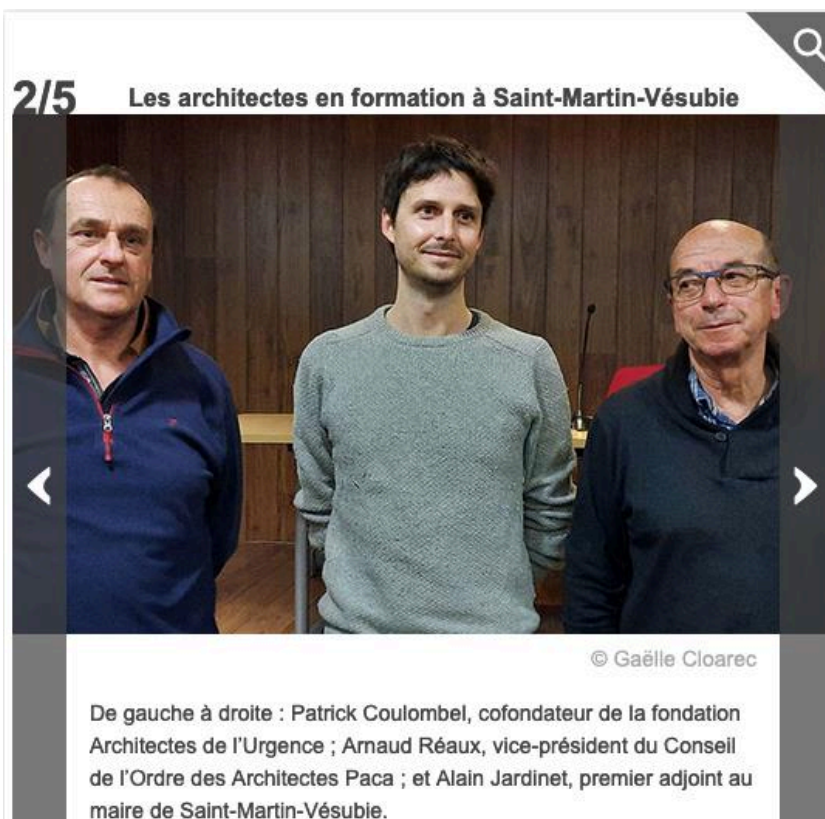 2/5
Les architectes en formation à Saint-Martin-Vésubie
© Gaëlle Cloarec
De gauche à droite : Patrick Coulombel, cofondateur de la fondation
Architectes de l'Urgence ; Arnaud Réaux, vice-président du Conseil
de l'Ordre des Architectes Paca ; et Alain Jardinet, premier adjoint au
maire de Saint-Martin-Vésubie.